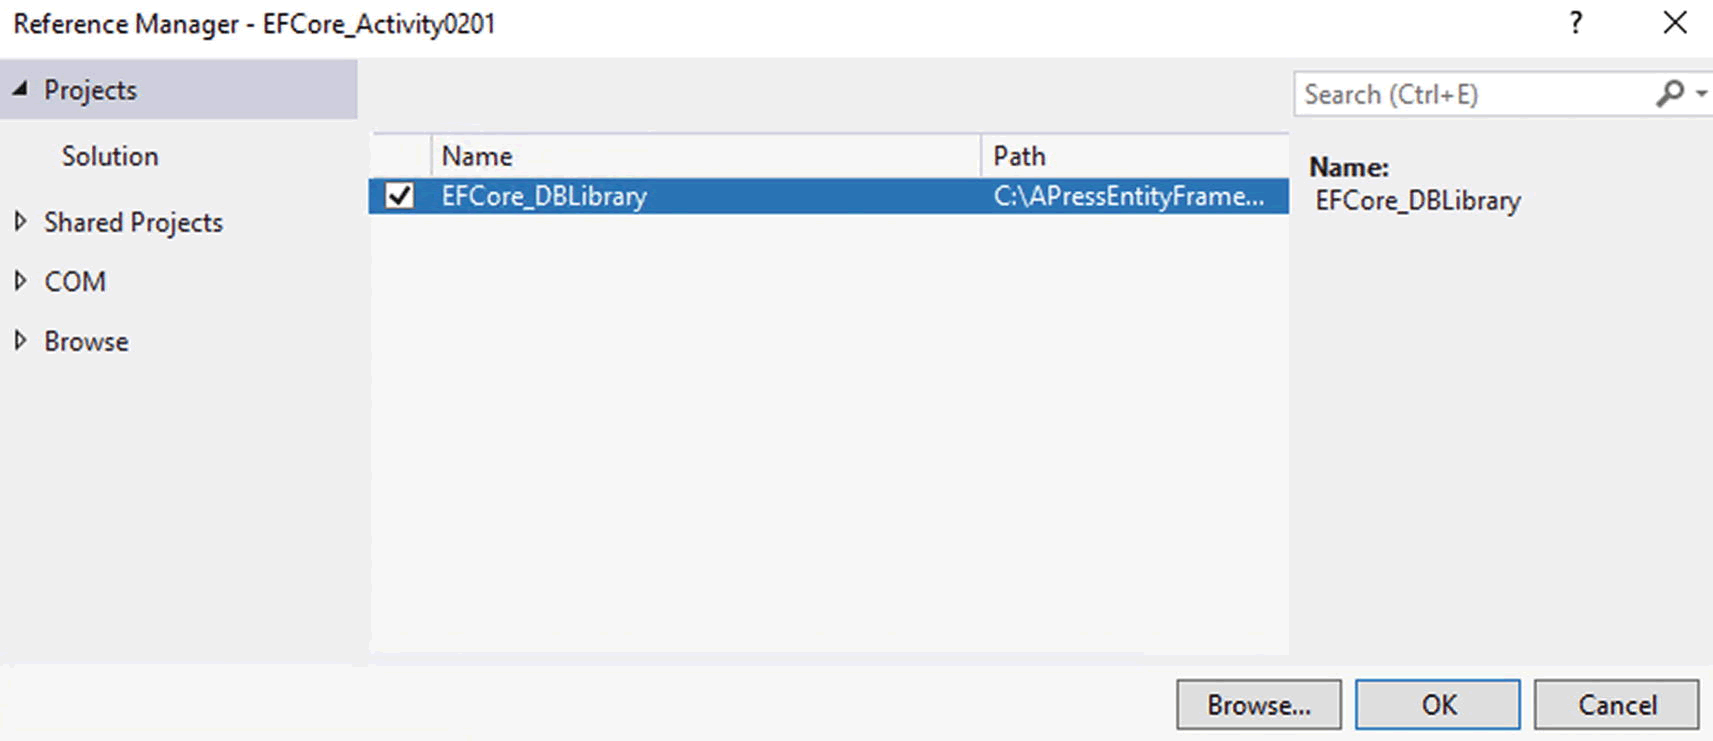 Reference Manager - EFCore_Activity0201
?
Projects
Search (Ctrl+E)
Solution
Shared Projects
COM
Browse
Name Path
EFCore_DBLibrary C:\APressEntityFrame...
Name:
EFCore_DBLibrary
Browse... OK Cancel